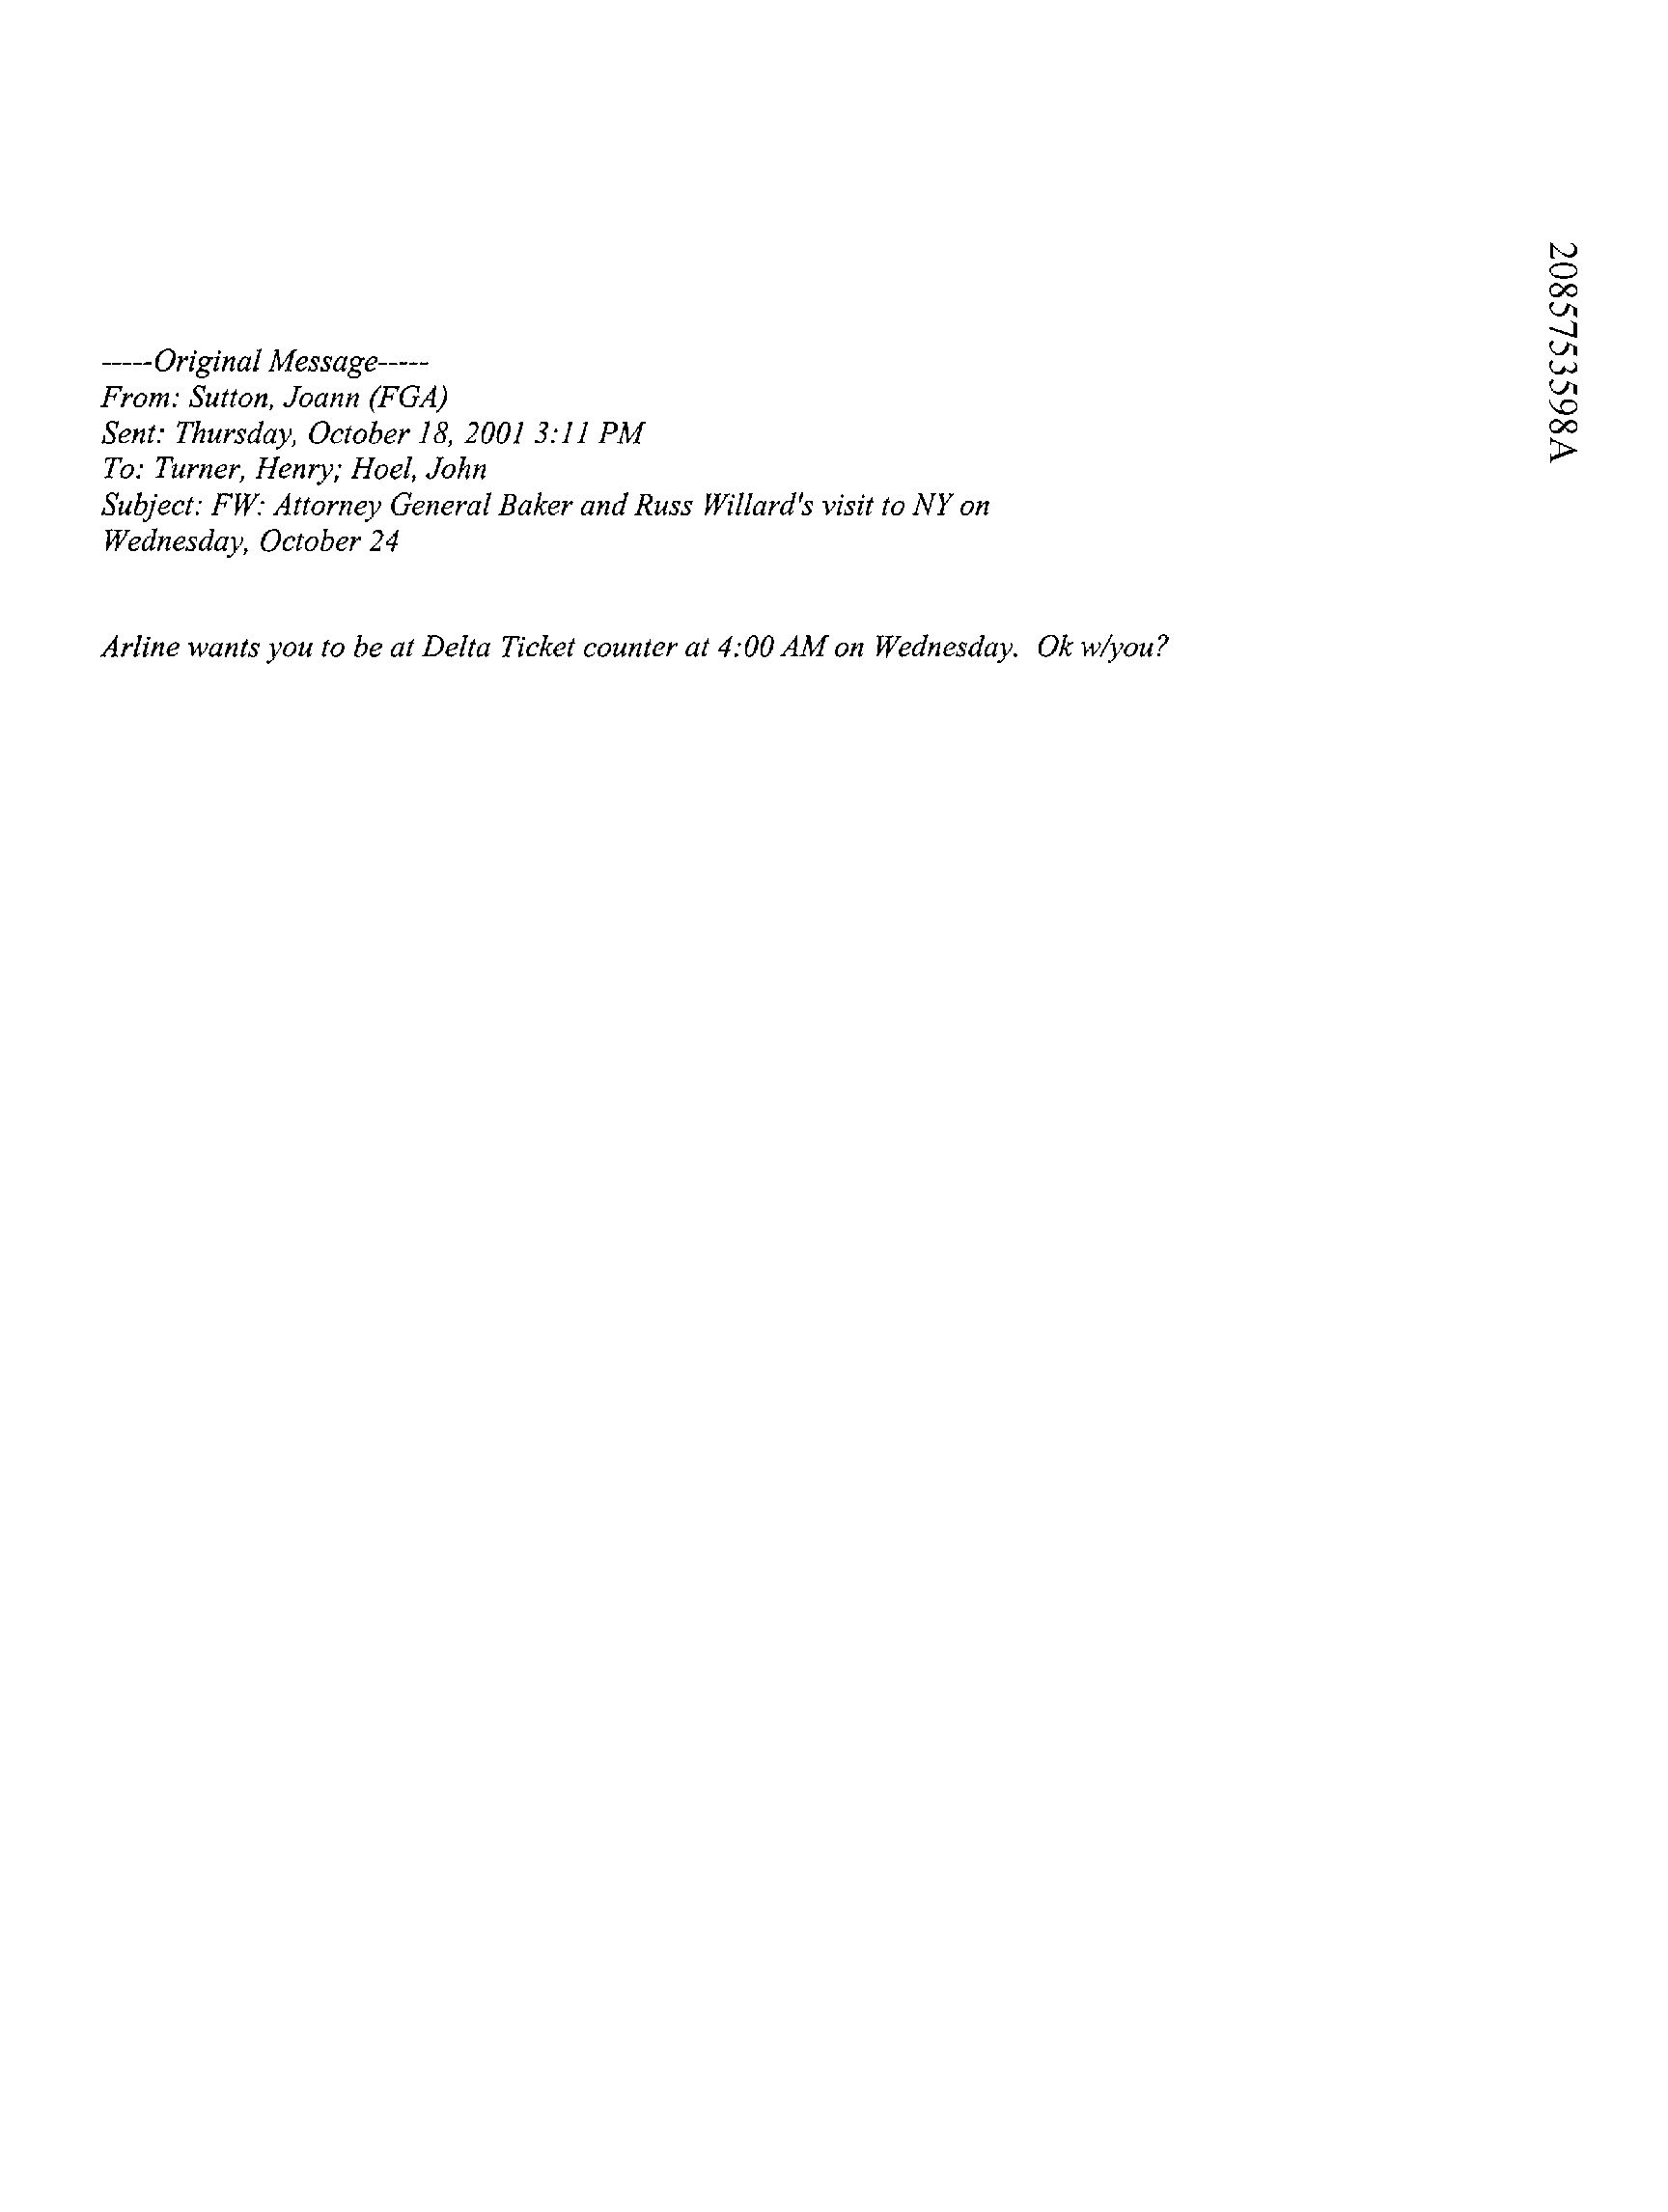 2085753598A
-----Original Message-----
From: Sutton, Joann (FGA)
Sent: Thursday, October 18, 2001 3:11 PM
To: Turner, Henry; Hoel, John
Subject: FW: Attorney General Baker and Russ Willard's visit to NY on
Wednesday, October 24
Arline wants you to be at Delta Ticket counter at 4:00 AM on Wednesday.  Ok w/you?